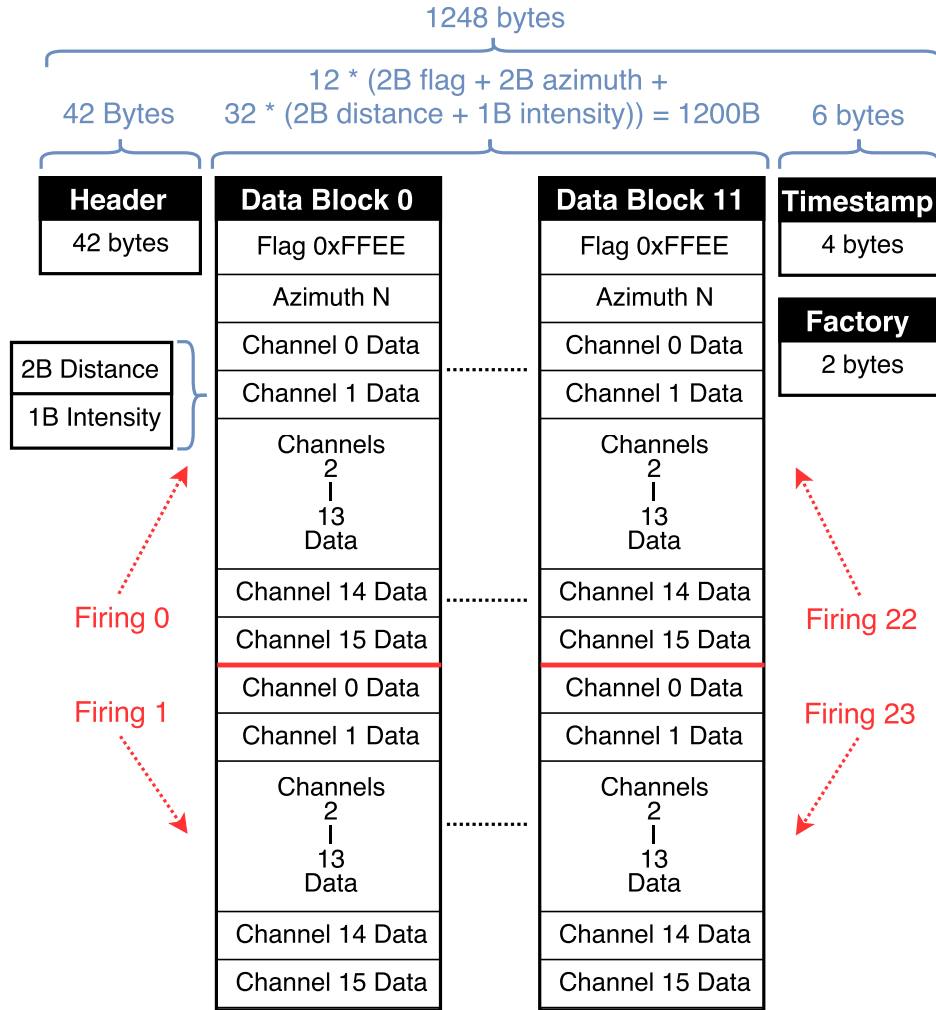 1248 bytes
12 * (2B flag + 2B azimuth +
32 * (2B distance + 1B intensity)) = 1200B
42 Bytes
6 bytes
Header
42 bytes
2B Distance
1B Intensity
Firing 0
Firing 1
Data Block 0
Flag 0xFFEE
Azimuth N
Channel 0 Data
Channel 1 Data
Channels
2
13
Data
Channel 14 Data
Channel 15 Data
Channel 0 Data
Channel 1 Data
Channels
2
13
Data
Channel 14 Data
Channel 15 Data
Data Block 11
Flag 0xFFEE
Azimuth N
Channel 0 Data
Channel 1 Data
Channels
2
13
Data
Channel 14 Data
Channel 15 Data
Channel 0 Data
Channel 1 Data
Channels
2
13
Data
Channel 14 Data
Channel 15 Data
Timestamp
4 bytes
Factory
2 bytes
Firing 22
Firing 23